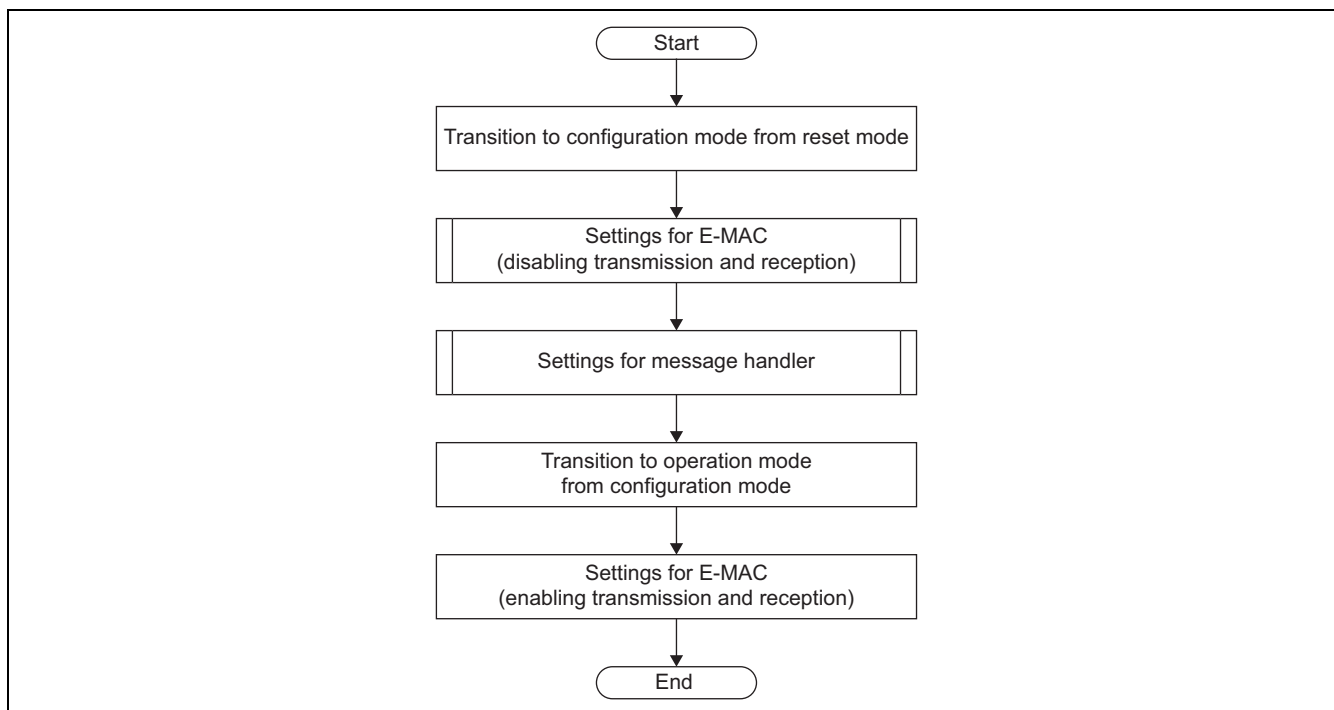 Start
Transition to configuration mode from reset mode
Settings for E-MAC
(disabling transmission and reception)
Settings for message handler
Transition to operation mode
from configuration mode
Settings for E-MAC
(enabling transmission and reception)
End